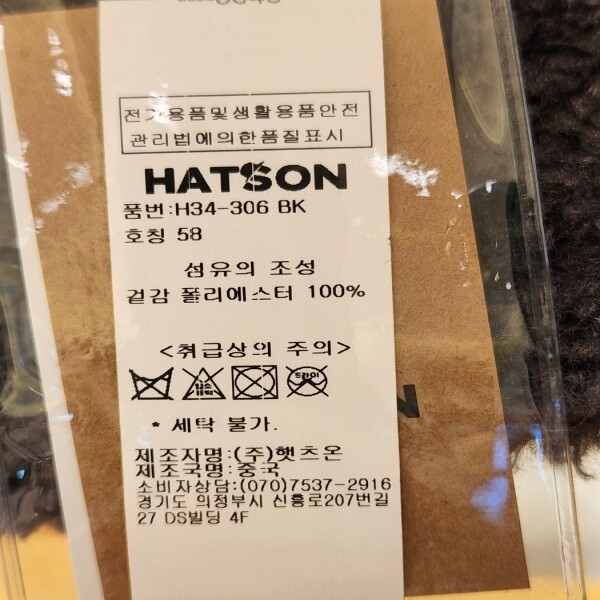 전기용품및생활용품안전
관리법에의한품질표시
HATSON
품번:H34-306 BK
호칭 58
섬유의 조성
겉감 폴리에스터 100%
<취급상의 주의>
염소
표백
드라이
* 세탁 불가.
제조자명:(주)햇츠온
제조국명:중국
소비자상담:(070)7537-2916
경기도 의정부시 신흥로207번길
27 DS빌딩 4F
N